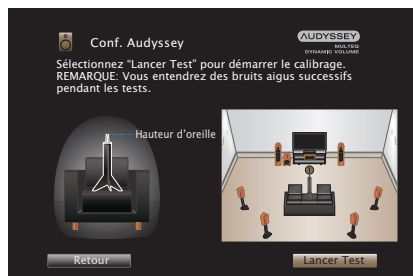 Conf. Audyssey
AUDYSSEY
MULTEQ
DYNAMIC VOLUME
Sélectionnez “Lancer Test” pour démarrer le calibrage.
REMARQUE: Vous entendrez des bruits aigus successifs
pendant les tests.
Hauteur d’oreille
Retour
Lancer Test